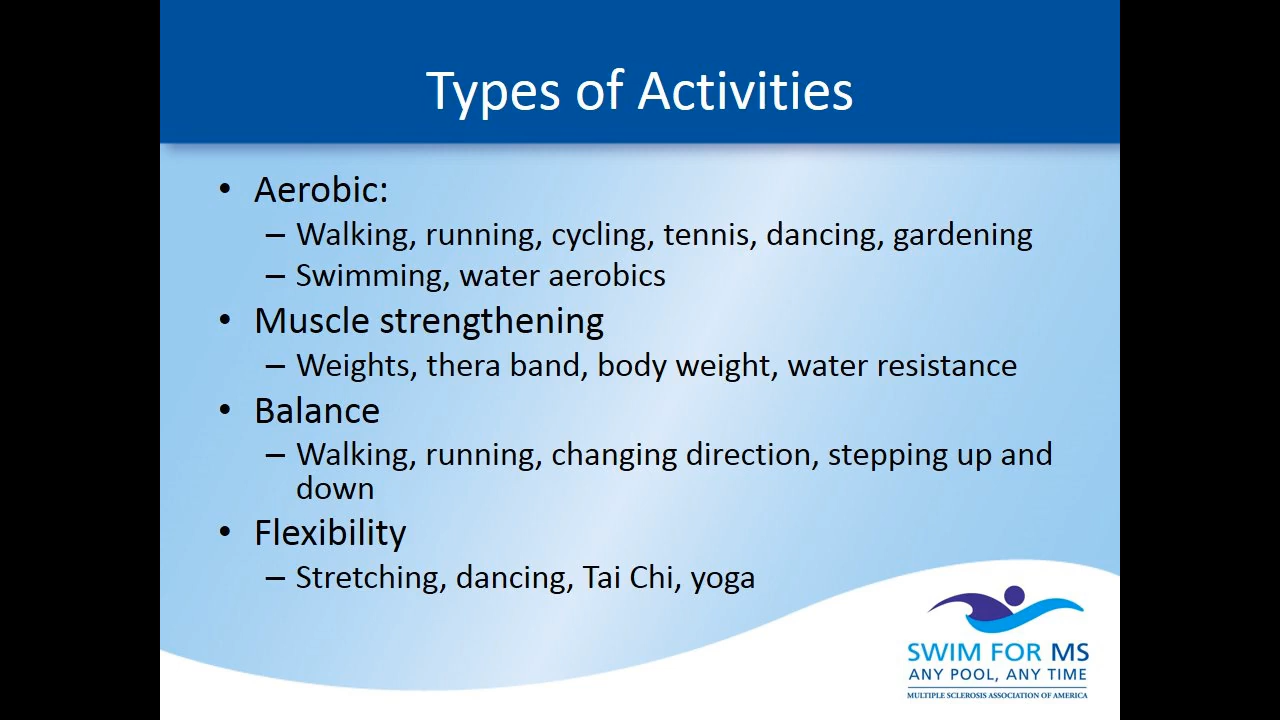 Types of Activities
• Aerobic:
– Walking, running, cycling, tennis, dancing, gardening
– Swimming, water aerobics
• Muscle strengthening
– Weights, thera band, body weight, water resistance
• Balance
– Walking, running, changing direction, stepping up and
down
• Flexibility
– Stretching, dancing, Tai Chi, yoga
SWIM FOR MS
ANY POOL, ANY TIME
MULTIPLE SCLEROSIS ASSOCIATION OF AMERICA